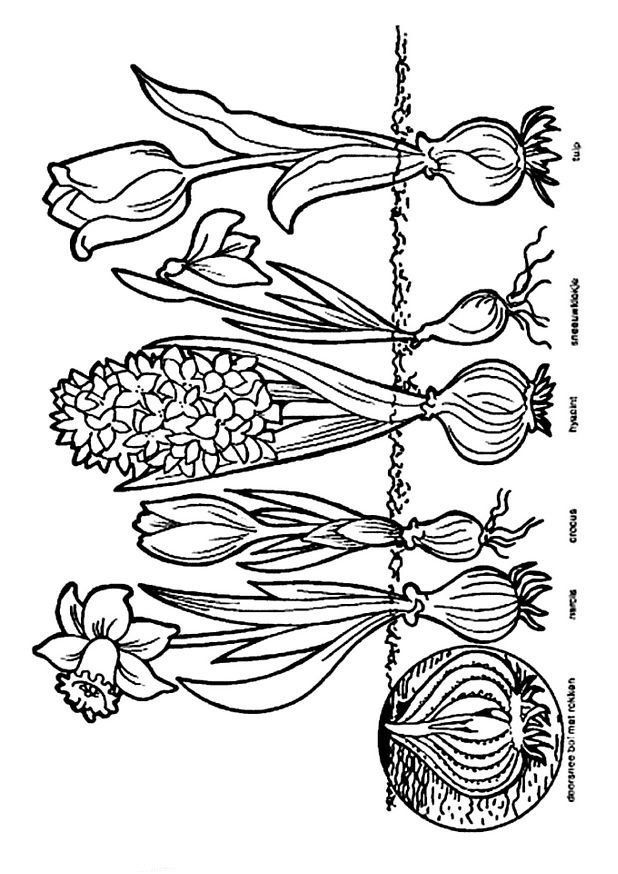 doorsnee bol met rokken
narcis
crocus
hyacint
sneeuwklokje
tulp